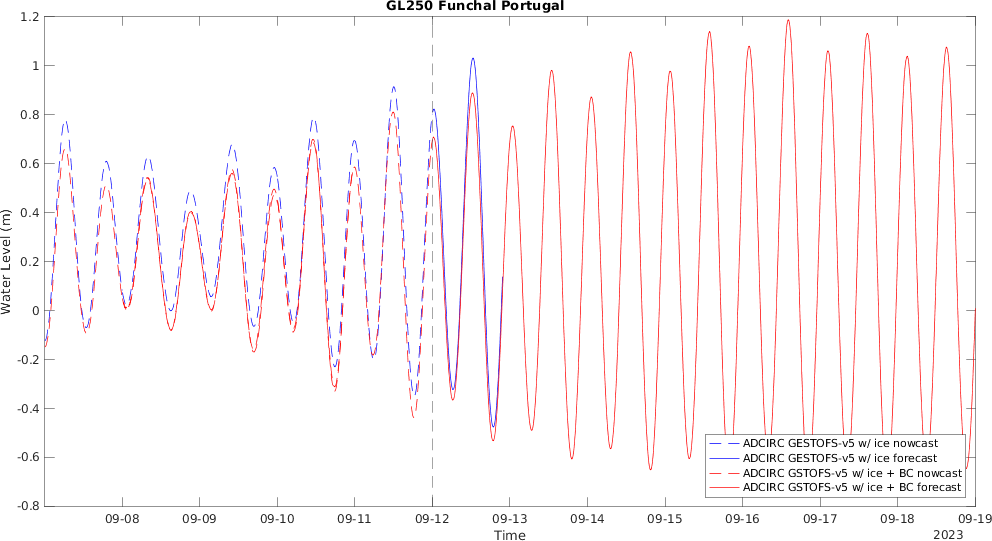 GL250 Funchal Portugal
1.2
1
0.8
0.6
0.4
0.2
0
-0.2
-0.4
-0.6
-0.8
Water Level (m)
ADCIRC GESTOFS-v5 w/ ice nowcast
ADCIRC GESTOFS-v5 w/ ice forecast
ADCIRC GSTOFS-v5 w/ ice + BC nowcast
ADCIRC GSTOFS-v5 w/ ice + BC forecast
09-08 09-09 09-10 09-11 09-12 09-13 09-14 09-15 09-16 09-17 09-18 09-19
Time
2023